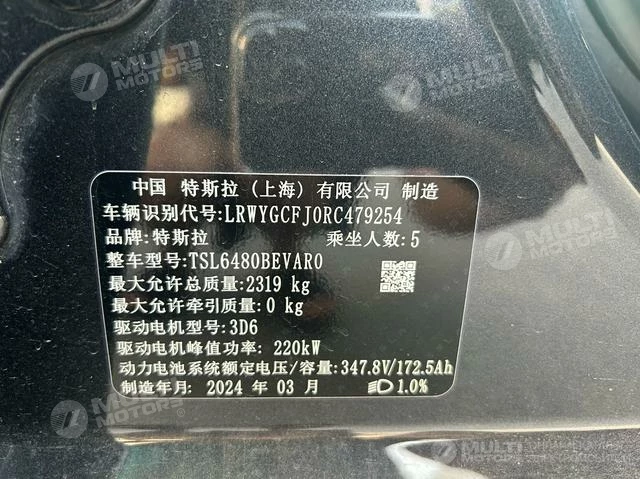 MULTI MOTORS
MULTI MOTORS
中国 特斯拉 (上海) 有限公司 制造
车辆识别代号:LRWYGCFJ0RC479254
品牌:特斯拉 乘坐人数:5
整车型号:TSL6480BEVAR0
最大允许总质量:2319 kg
最大允许牵引质量:0 kg
驱动电机型号:3D6
驱动电机峰值功率: 220kW
动力电池系统额定电压/容量:347.8V/172.5Ah
制造年月: 2024 年 03 月 1.0%
MULTI MOTORS
MULTI MOTORS
MULTI MOTORS